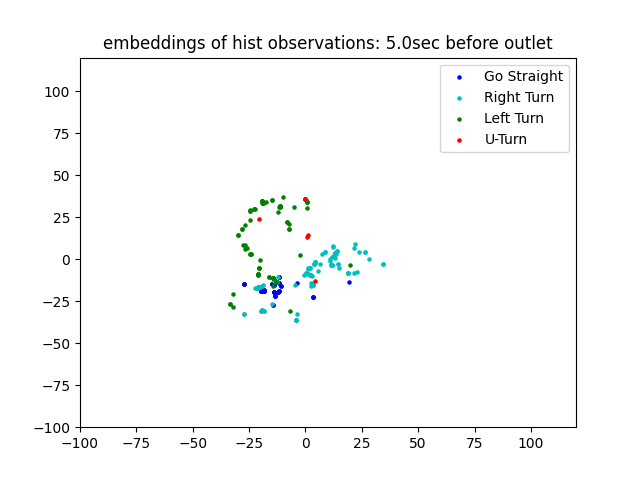 embeddings of hist observations: 5.0sec before outlet
Go Straight
Right Turn
Left Turn
U-Turn
100
75
50
25
0
−25
−50
−75
−100
−100 −75 −50 −25 0 25 50 75 100